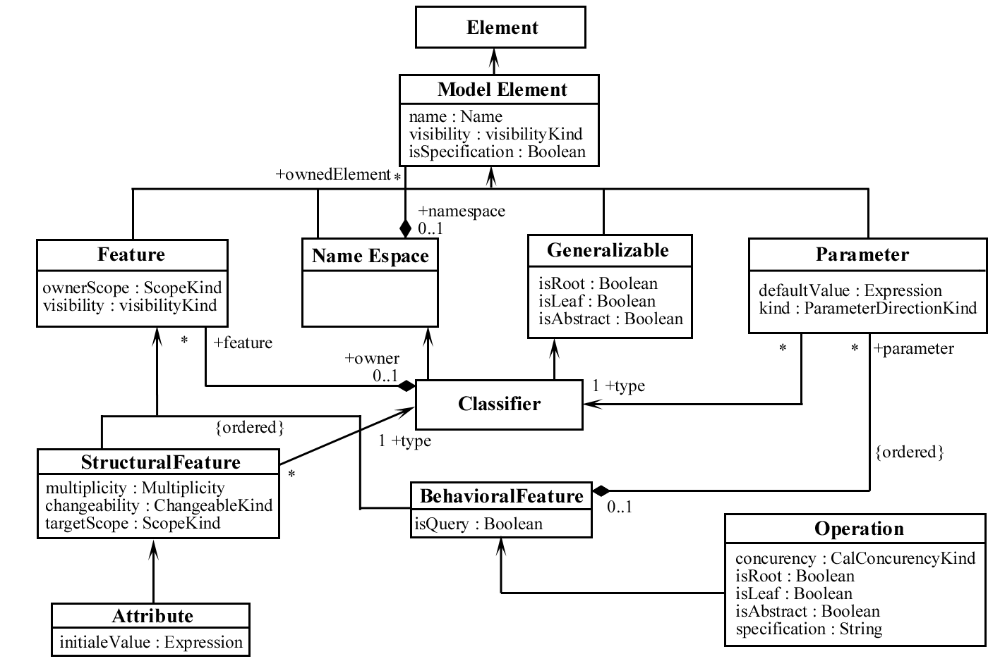 Element
Model Element
name : Name
visibility : visibilityKind
isSpecification : Boolean
+ownedElement
*
+namespace
0..1
Feature
ownerScope : ScopeKind
visibility : visibilityKind
Name Espace
Generalizable
isRoot : Boolean
isLeaf : Boolean
isAbstract : Boolean
Parameter
defaultValue : Expression
kind : ParameterDirectionKind
*
+feature
+owner
0..1
*
*
+parameter
Classifier
1 +type
{ordered}
1 +type
*
{ordered}
StructuralFeature
multiplicity : Multiplicity
changeability : ChangeableKind
targetScope : ScopeKind
BehavioralFeature
isQuery : Boolean
0..1
Operation
concurency : CalConcurencyKind
isRoot : Boolean
isLeaf : Boolean
isAbstract : Boolean
specification : String
Attribute
initialeValue : Expression